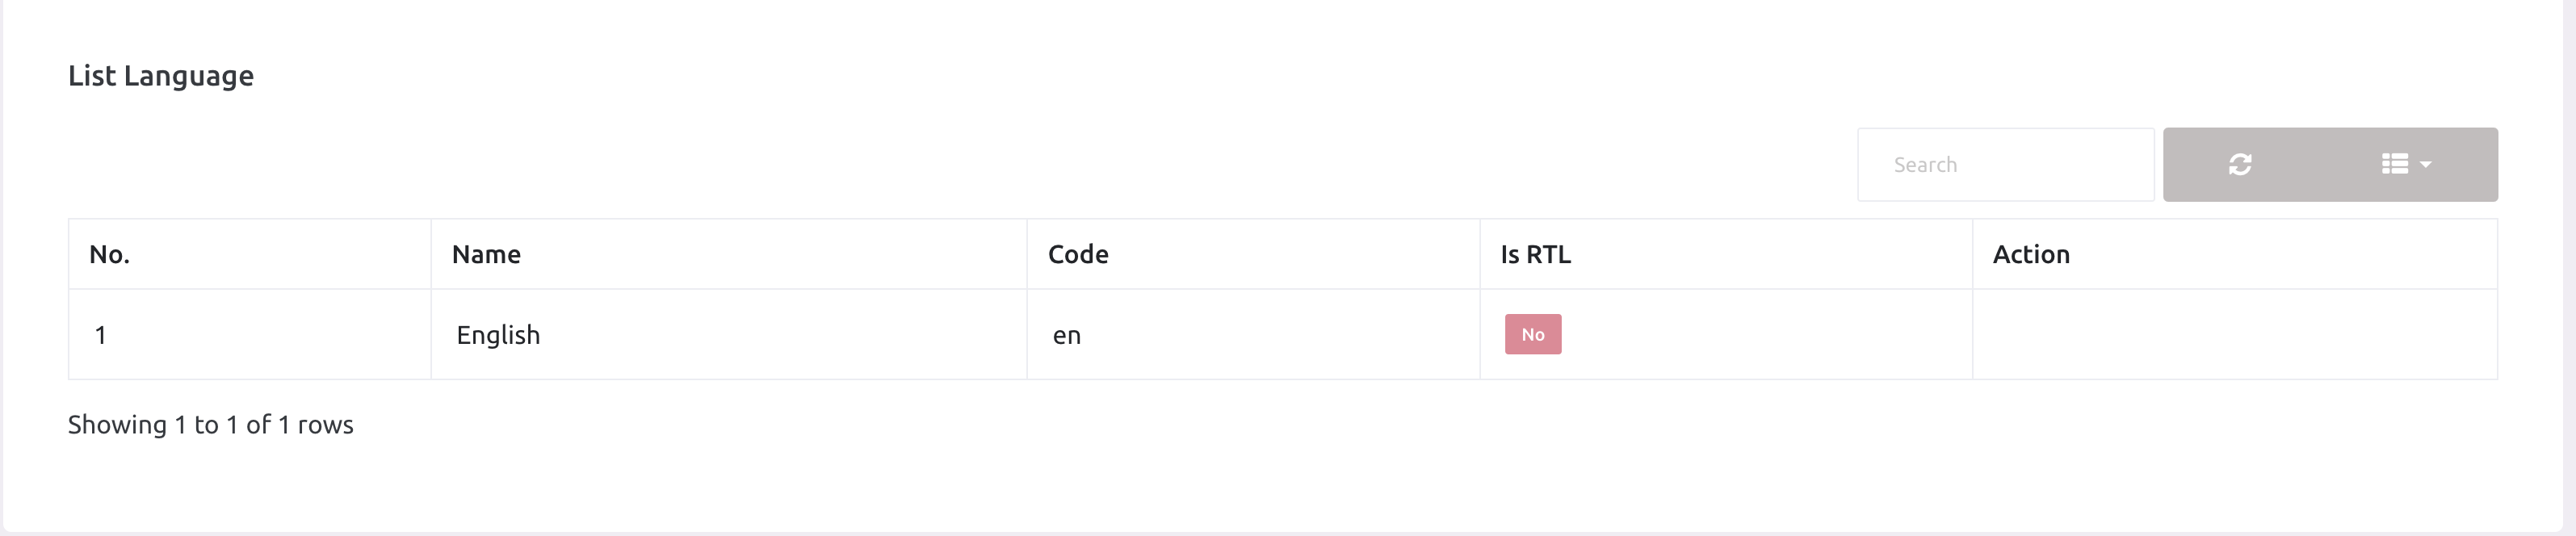 List Language
Search
No. Name Code Is RTL Action
1 English en No
Showing 1 to 1 of 1 rows